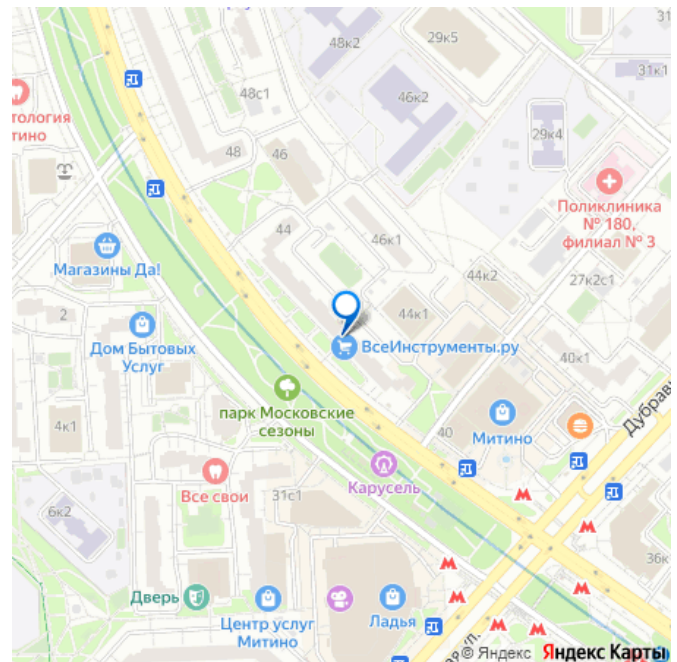 31
48к2
29к5
31к1
48с1
46к2
тология
тино
29к4
48
46
Поликлиника
№ 180,
филиал № 3
44
46к1
Магазины Да!
44к2
27к2с1
2
44к1
ВсеИнструменты.ру
Дом Бытовых
Услуг
40к1
парк Московские
сезоны
Дубрав
4к1
40
Митино
Карусель
Все свои
31с1
6к2
36к
Дверь
Центр услуг
Митино
Ладья
ая ул.
© Яндекс Яндекс Карты